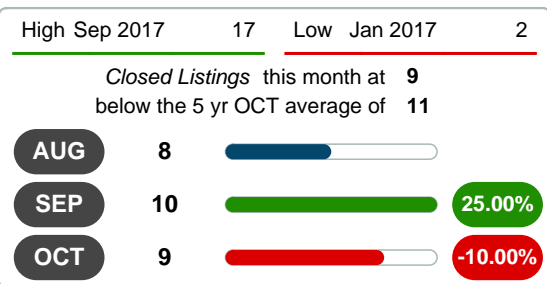 High Sep 2017 17 Low Jan 2017 2
Closed Listings this month at 9
below the 5 yr OCT average of 11
AUG 8
SEP 10 25.00%
OCT 9 -10.00%